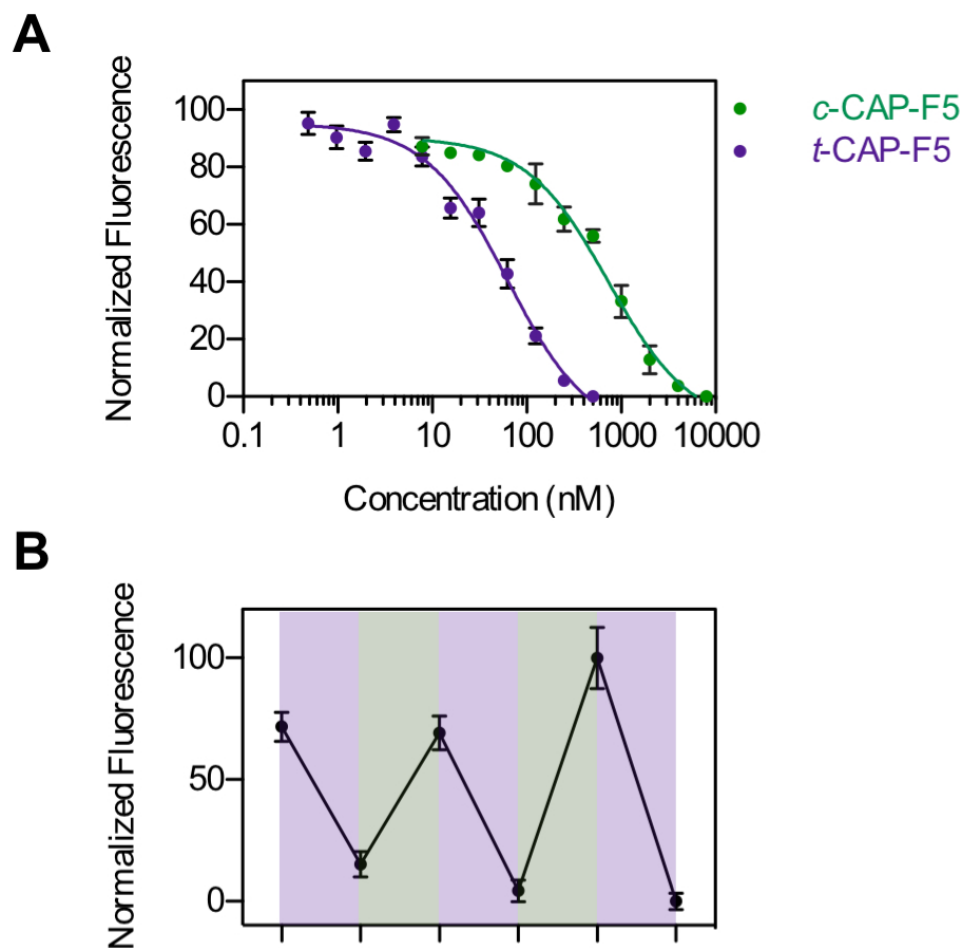 A
Normalized Fluorescence
100
80
60
40
20
0
0.1 1 10 100 1000 10000
Concentration (nM)
c-CAP-F5
t-CAP-F5
B
Normalized Fluorescence
100
50
0